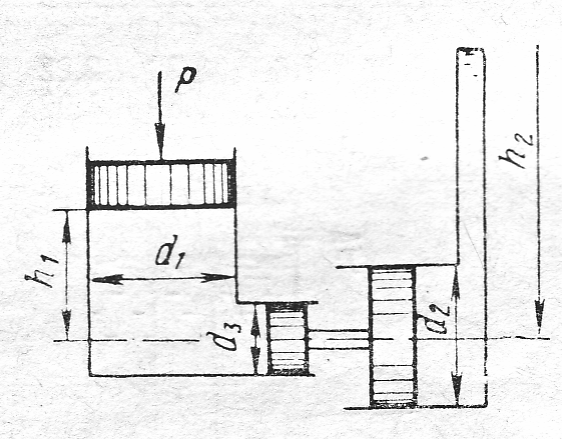 P
h₂
h₁
d₁
d₃
d₂